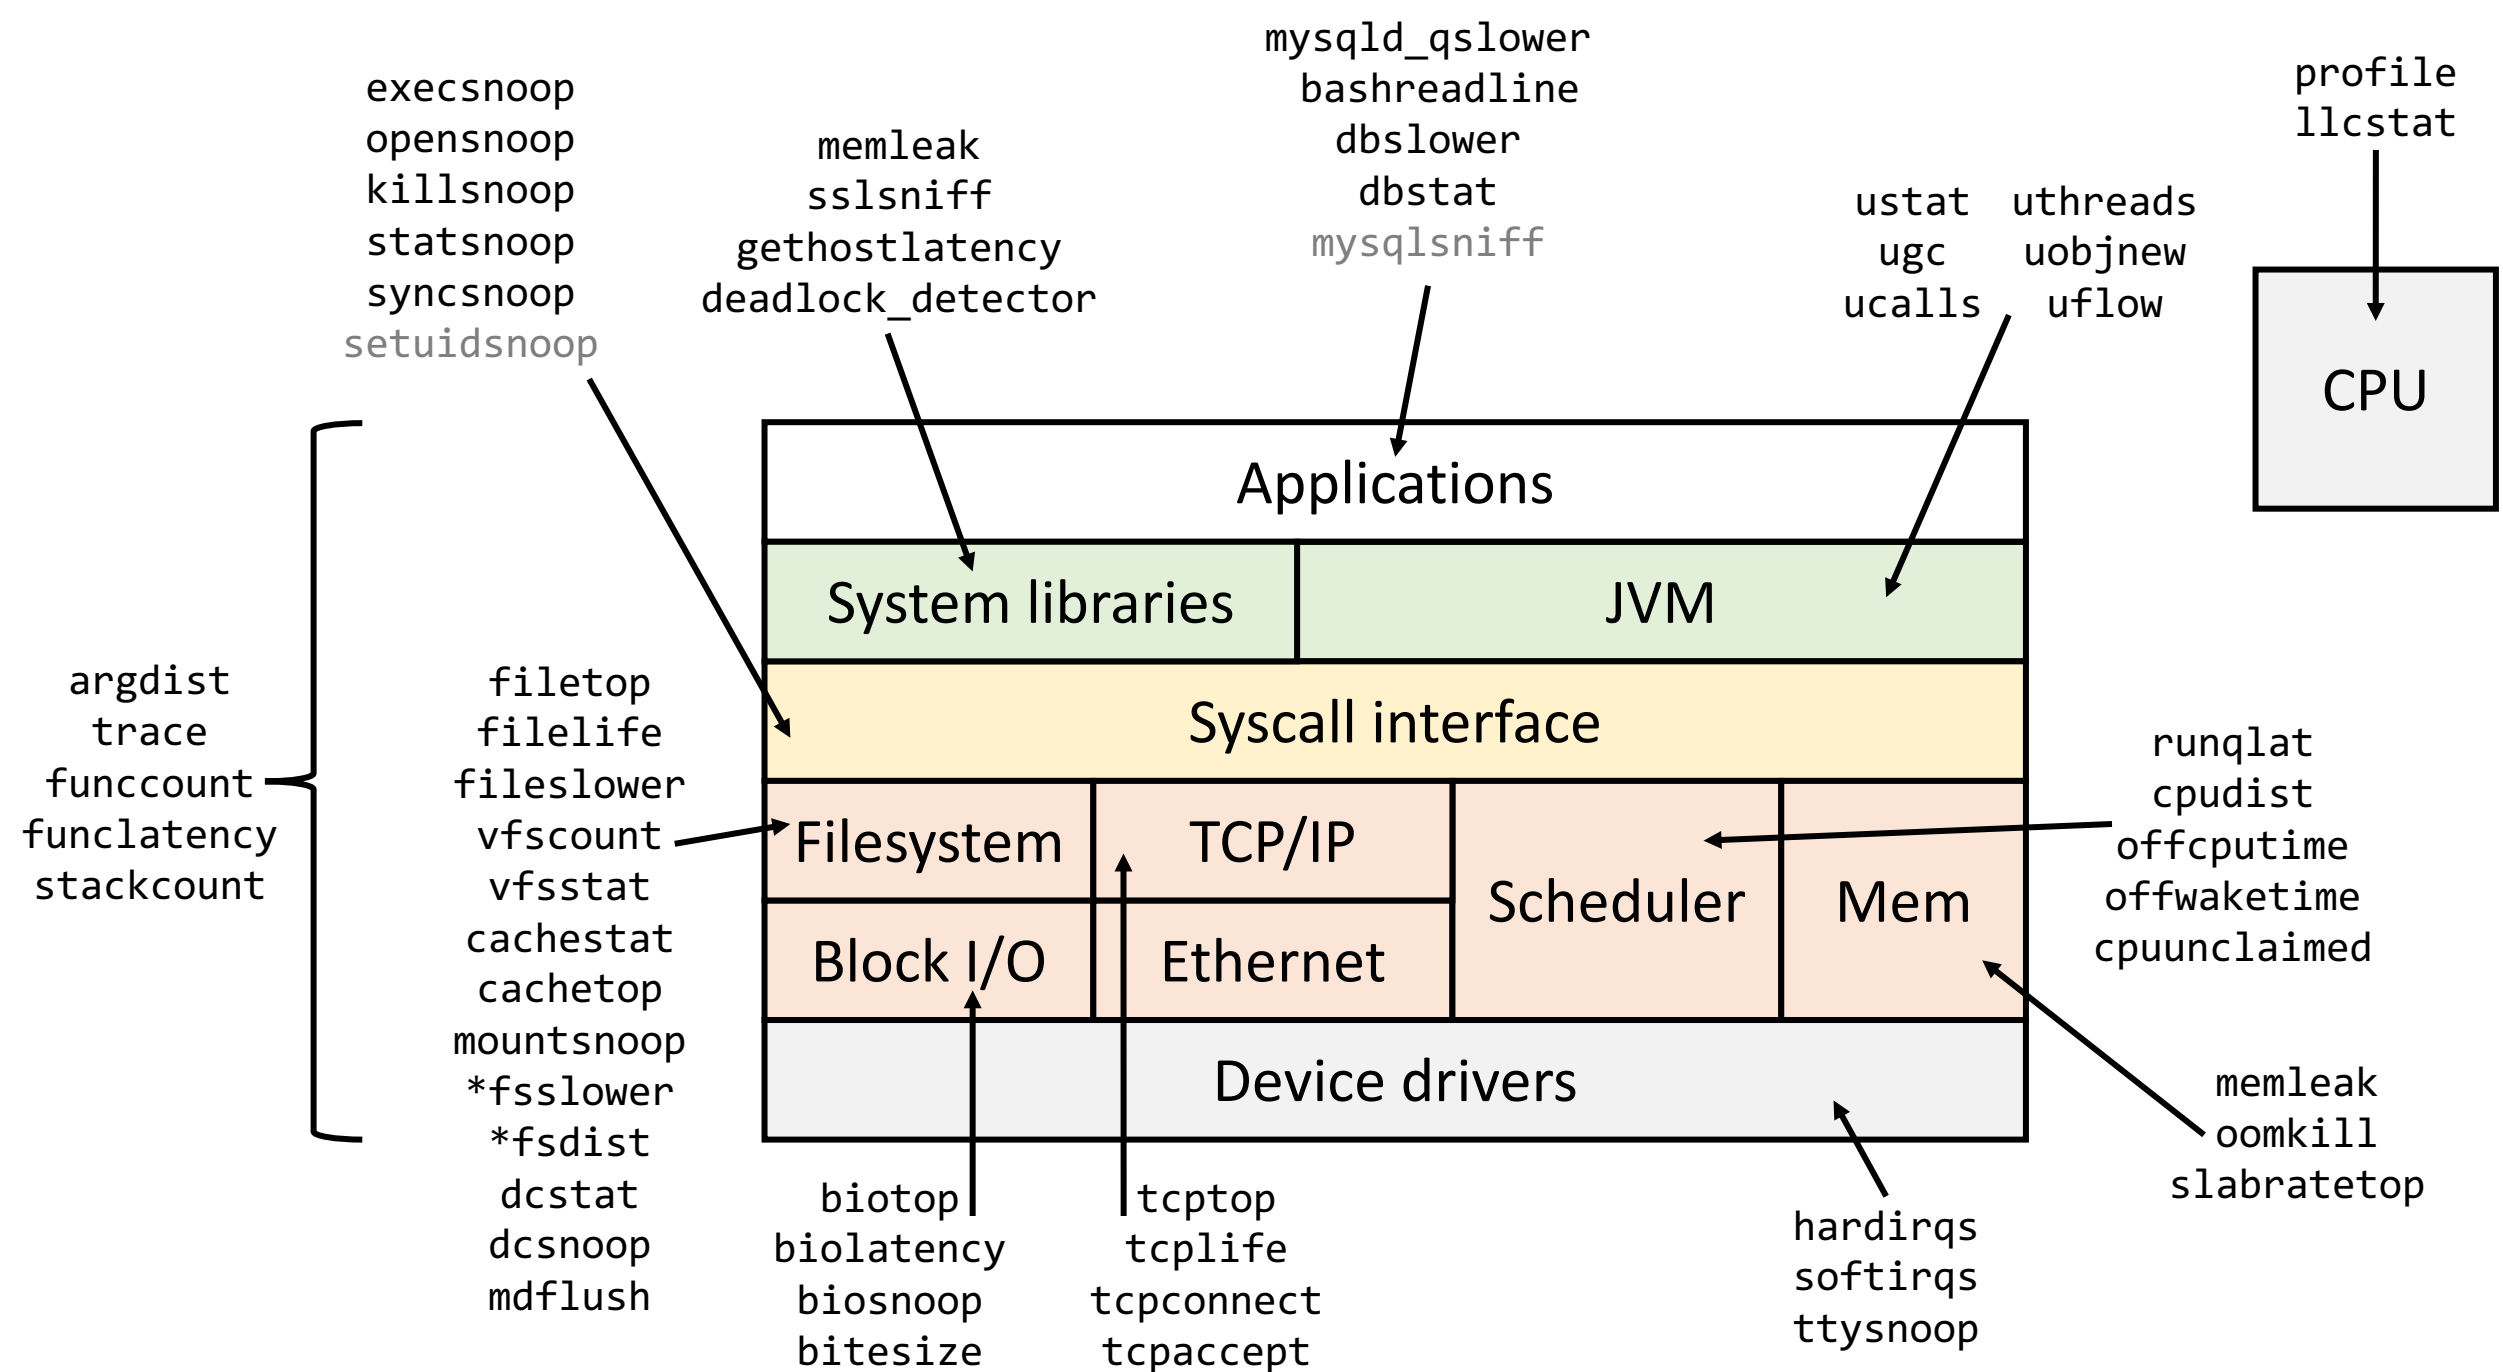 mysqld_qslower
bashreadline
dbslower
dbstat
mysqlsniff
profile
llcstat
execsnoop
opensnoop
killsnoop
statsnoop
syncsnoop
setuidsnoop
memleak
sslsniff
gethostlatency
deadlock_detector
ustat uthreads
ugc uobjnew
ucalls uflow
CPU
Applications
System libraries
JVM
Syscall interface
Filesystem
TCP/IP
Scheduler
Mem
Block I/O
Ethernet
Device drivers
argdist
trace
funccount
funclatency
stackcount
filetop
filelife
fileslower
vfscount
vfsstat
cachestat
cachetop
mountsnoop
*fsslower
*fsdist
dcstat
dcsnoop
mdflush
runqlat
cpudist
offcputime
offwaketime
cpuunclaimed
memleak
oomkill
slabratetop
biotop
biolatency
biosnoop
bitesize
tcptop
tcplife
tcpconnect
tcpaccept
hardirqs
softirqs
ttysnoop